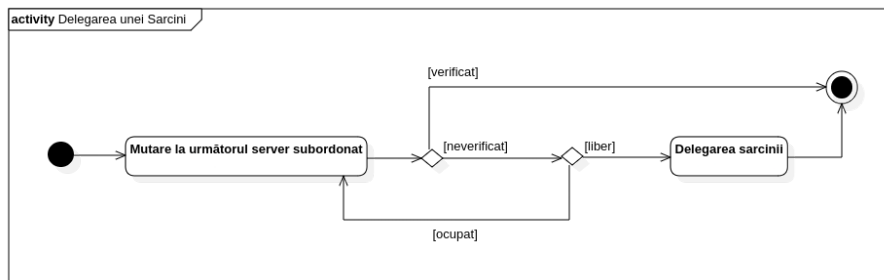 activity Delegarea unei Sarcini
[verificat]
Mutare la următorul server subordonat
[neverificat]
[liber]
Delegarea sarcinii
[ocupat]